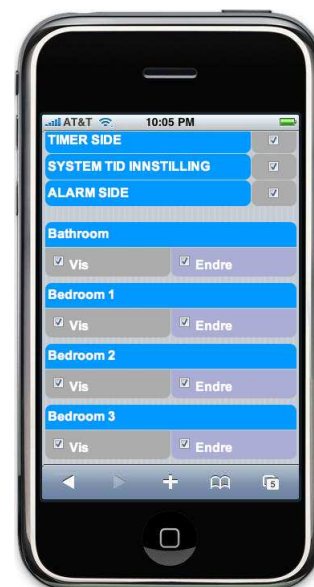 AT&T 10:05 PM
TIMER SIDE
SYSTEM TID INNSTILLING
ALARM SIDE
Bathroom
Vis Endre
Bedroom 1
Vis Endre
Bedroom 2
Vis Endre
Bedroom 3
Vis Endre
5